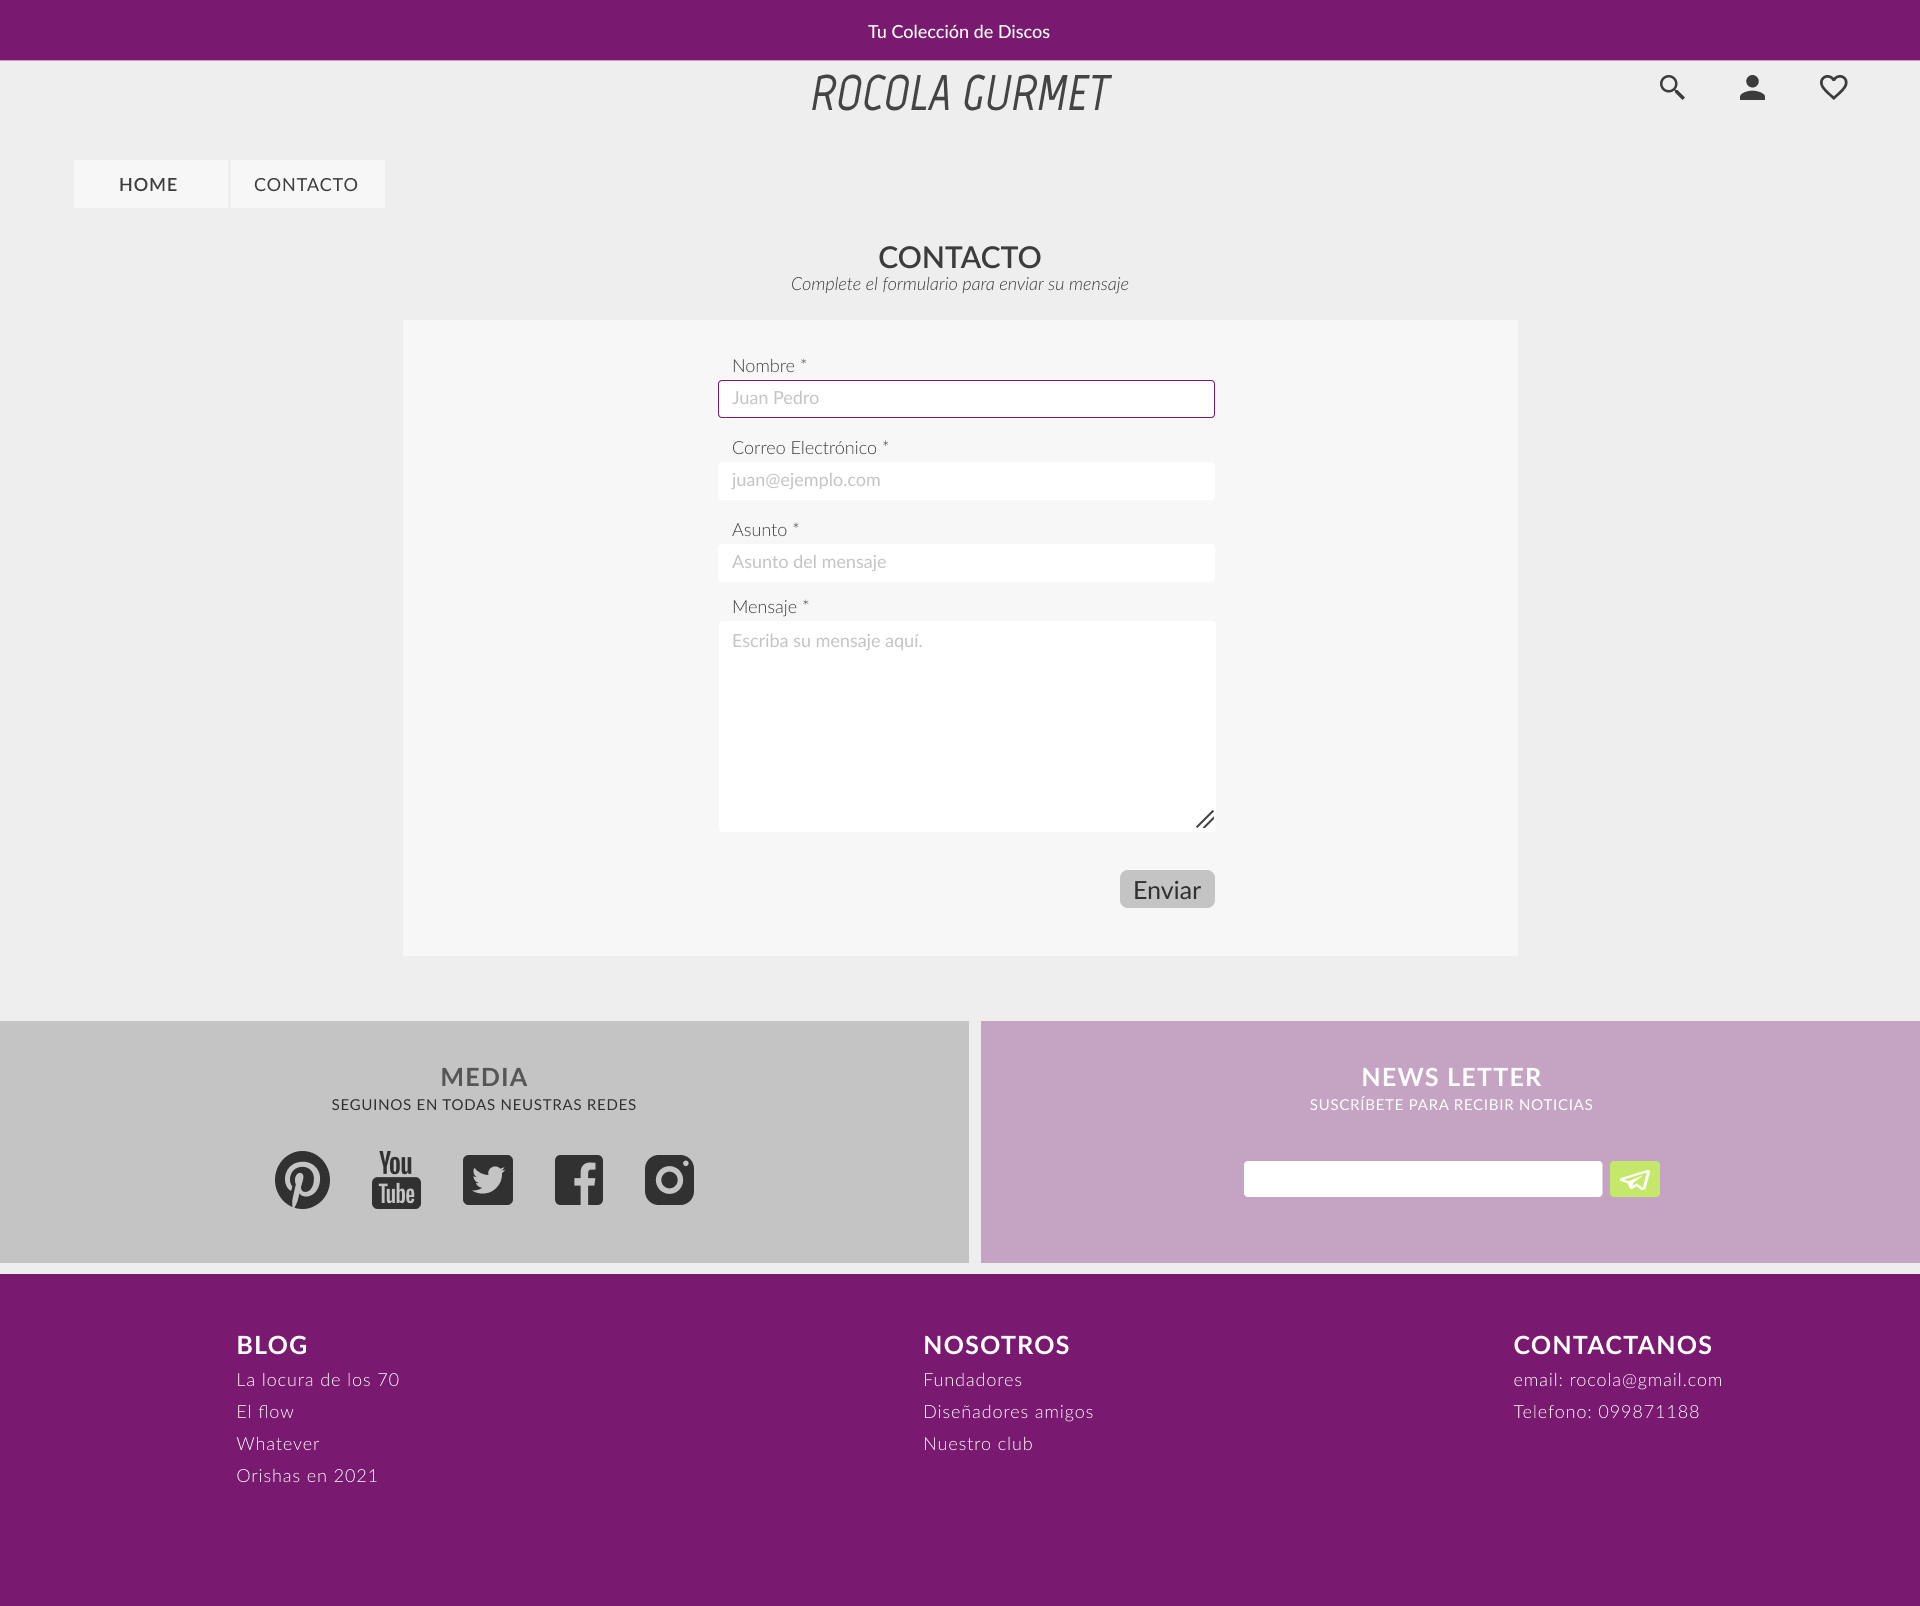 Tu Colección de Discos
ROCOLA GURMET
HOME
CONTACTO
CONTACTO
Complete el formulario para enviar su mensaje
Nombre *
Juan Pedro
Correo Electrónico *
juan@ejemplo.com
Asunto *
Asunto del mensaje
Mensaje *
Escriba su mensaje aquí.
Enviar
MEDIA
SEGUINOS EN TODAS NEUSTRAS REDES
You
Tube
NEWS LETTER
SUSCRÍBETE PARA RECIBIR NOTICIAS
BLOG
La locura de los 70
El flow
Whatever
Orishas en 2021
NOSOTROS
Fundadores
Diseñadores amigos
Nuestro club
CONTACTANOS
email: rocola@gmail.com
Telefono: 099871188